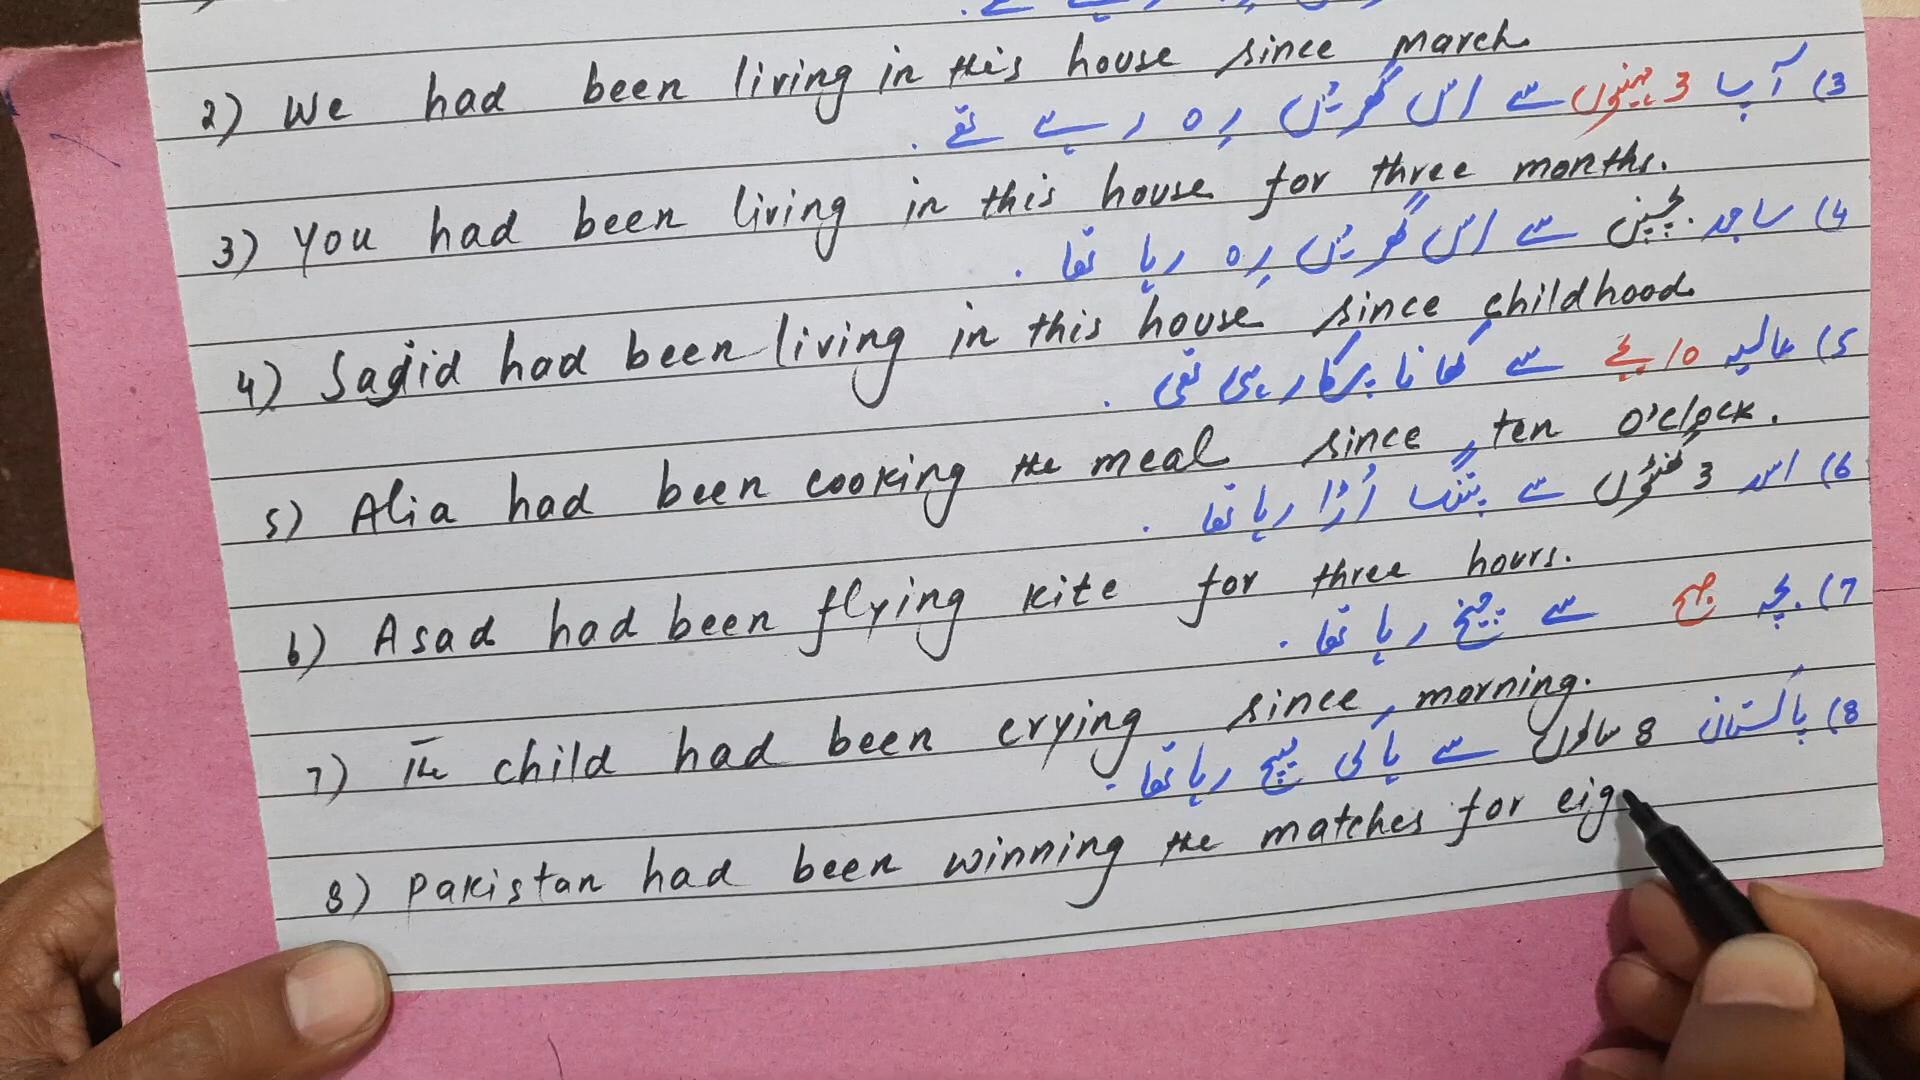 2) We had been living in this house since march.
3) آپ 3 مہینوں سے اس گھر میں رہ رہے تھے .
3) You had been living in this house for three months.
4) ساجد بچپن سے اس گھر میں رہ رہا تھا .
4) Sajid had been living in this house since childhood.
5) عالیہ 10 بجے سے کھانا پکا رہی تھی .
5) Alia had been cooking the meal since ten o'clock.
6) اسد 3 گھنٹوں سے پتنگ اُڑا رہا تھا .
6) Asad had been flying kite for three hours.
7) بچہ صبح سے چیخ رہا تھا .
7) The child had been crying since morning.
8) پاکستان 8 سالوں سے میچ رہا تھا .
8) Pakistan had been winning the matches for eig